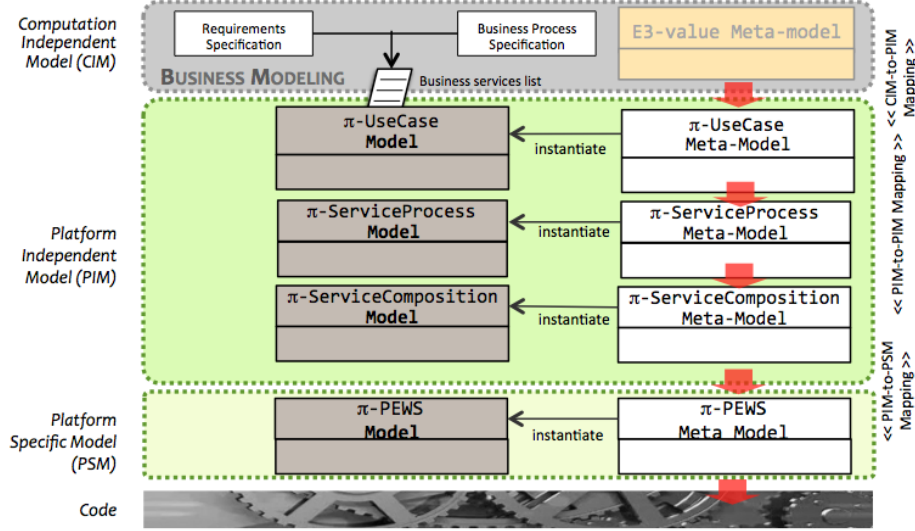 Computation
Independent
Model (CIM)
Requirements
Specification
Business Process
Specification
E3-value Meta-model
BUSINESS MODELING
Business services list
<< CIM-to-PIM
Mapping >>
π-UseCase
Model
instantiate
π-UseCase
Meta-Model
Platform
Independent
Model (PIM)
π-ServiceProcess
Model
instantiate
π-ServiceProcess
Meta-Model
<< PIM-to-PIM Mapping >>
π-ServiceComposition
Model
instantiate
π-ServiceComposition
Meta-Model
<< PIM-to-PSM
Mapping >>
Platform
Specific Model
(PSM)
π-PEWS
Model
instantiate
π-PEWS
Meta Model
Code